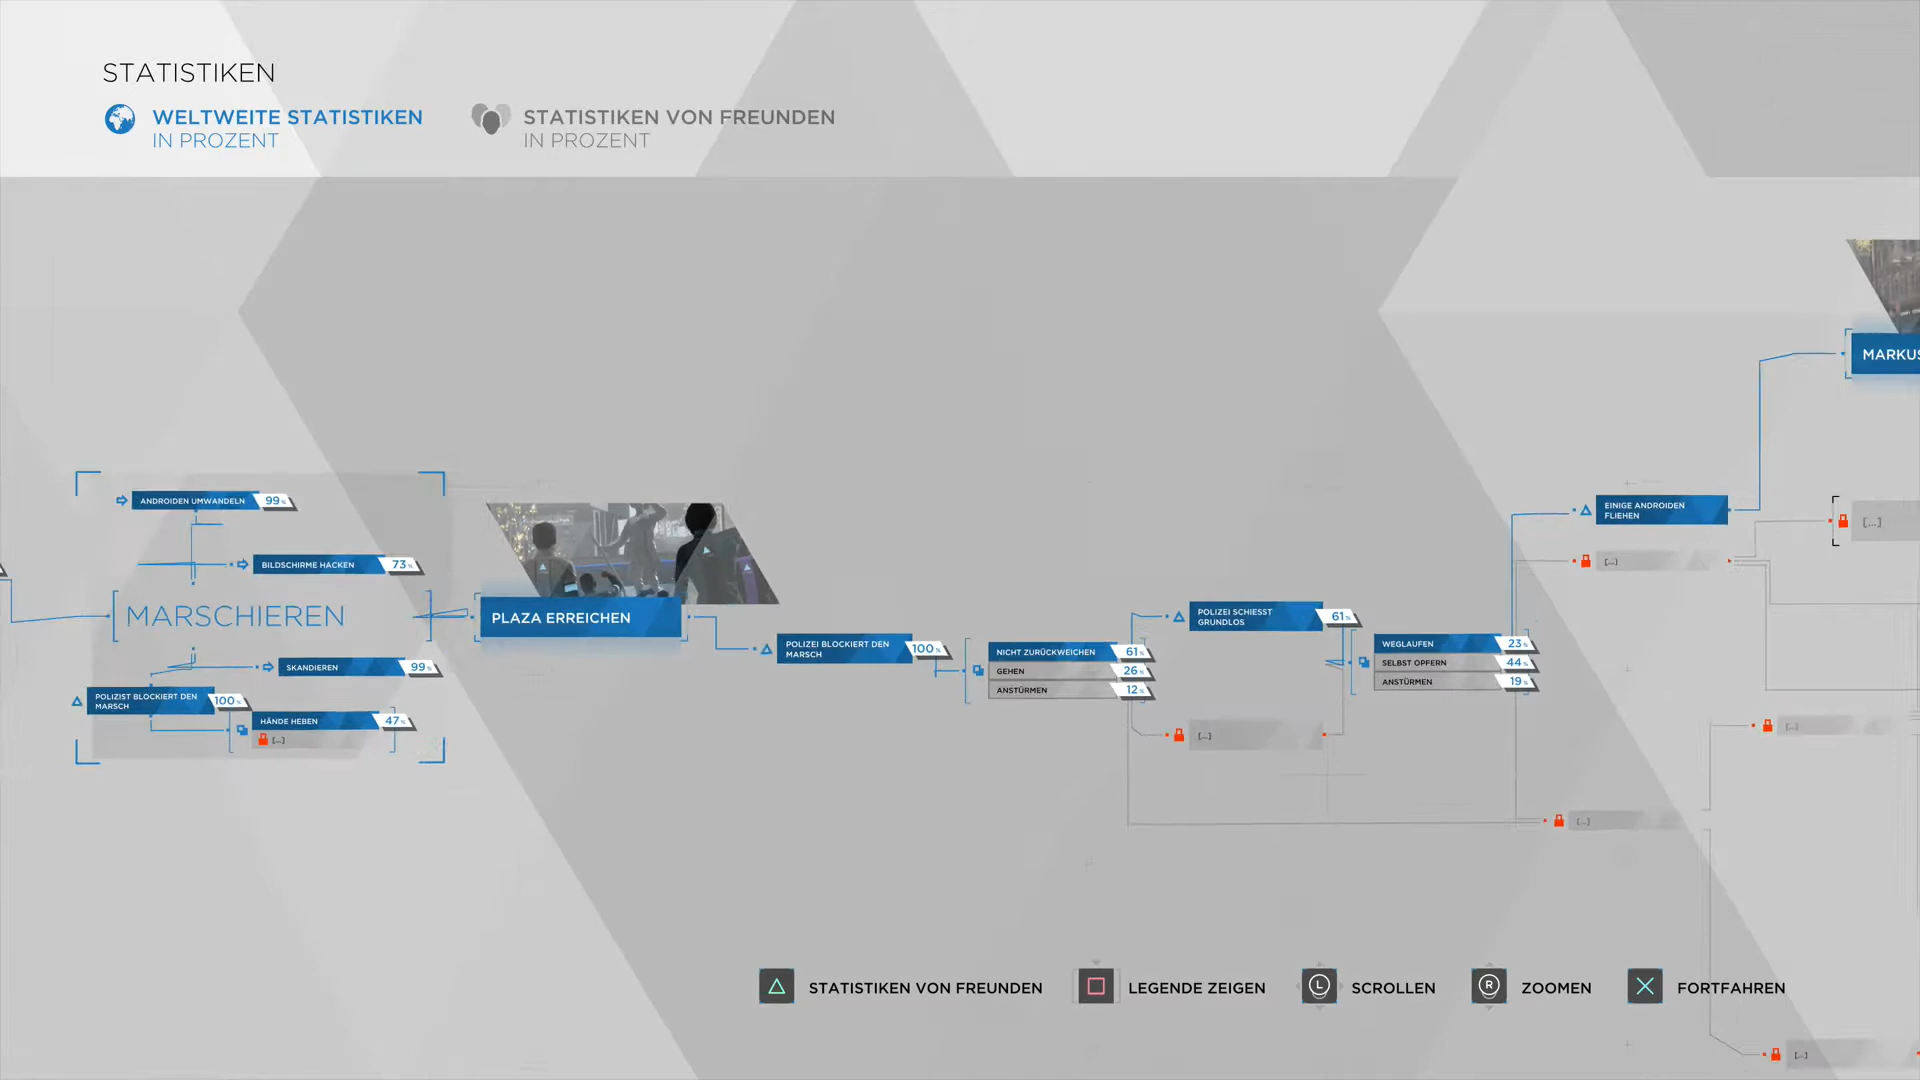 STATISTIKEN
WELTWEITE STATISTIKEN
IN PROZENT
STATISTIKEN VON FREUNDEN
IN PROZENT
MARKUS
ANDROIDEN UMWANDELN 99%
BILDSCHIRME HACKEN 73%
MARSCHIEREN
SKANDIEREN 99%
POLIZIST BLOCKIERT DEN
MARSCH
100%
HÄNDE HEBEN 47%
[...]
PLAZA ERREICHEN
POLIZEI BLOCKIERT DEN
MARSCH
100%
NICHT ZURÜCKWEICHEN 61%
GEHEN 26%
ANSTÜRMEN 12%
POLIZEI SCHIESST
GRUNDLOS
61%
[...]
WEGLAUFEN 23%
SELBST OPFERN 44%
ANSTÜRMEN 19%
EINIGE ANDROIDEN
FLIEHEN
[...]
[...]
[...]
[...]
[...]
STATISTIKEN VON FREUNDEN
LEGENDE ZEIGEN
L SCROLLEN
R ZOOMEN
FORTFAHREN